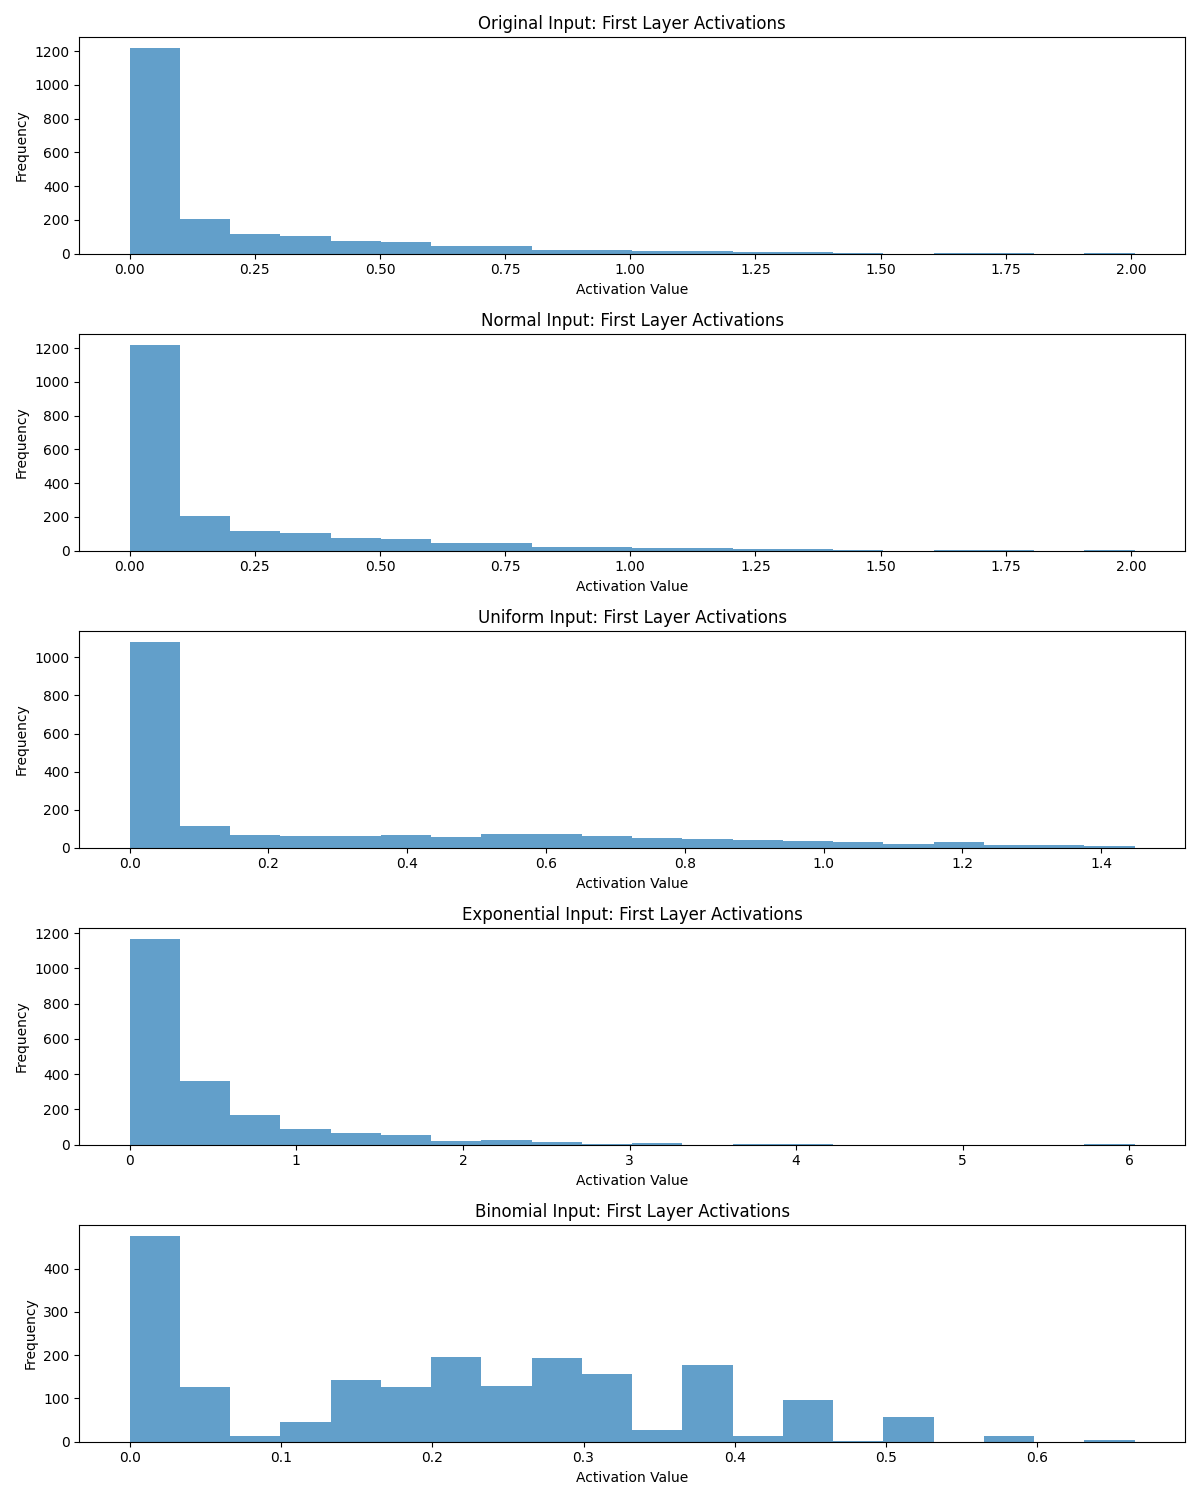 Original Input: First Layer Activations
1200
1000
800
600
400
200
0
Frequency
0.00 0.25 0.50 0.75 1.00 1.25 1.50 1.75 2.00
Activation Value
Normal Input: First Layer Activations
1200
1000
800
600
400
200
0
Frequency
0.00 0.25 0.50 0.75 1.00 1.25 1.50 1.75 2.00
Activation Value
Uniform Input: First Layer Activations
1000
800
600
400
200
0
Frequency
0.0 0.2 0.4 0.6 0.8 1.0 1.2 1.4
Activation Value
Exponential Input: First Layer Activations
1200
1000
800
600
400
200
0
Frequency
0 1 2 3 4 5 6
Activation Value
Binomial Input: First Layer Activations
400
300
200
100
0
Frequency
0.0 0.1 0.2 0.3 0.4 0.5 0.6
Activation Value